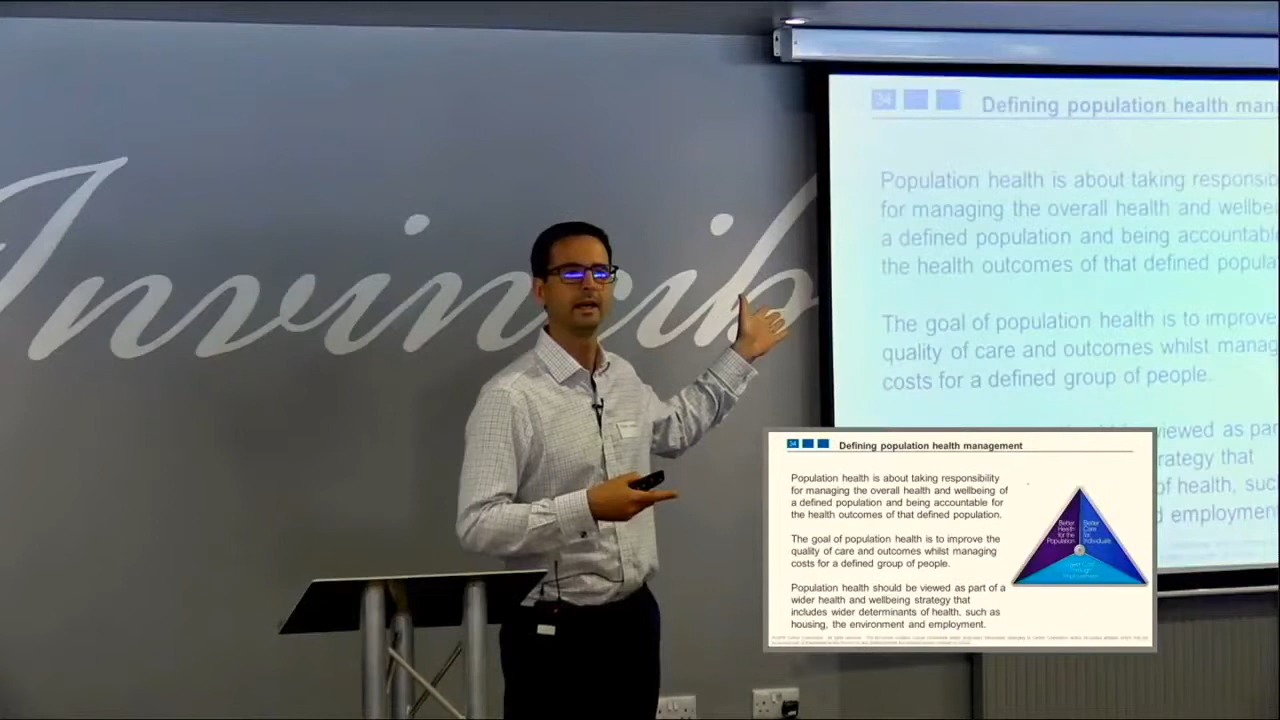 Invincib
34 Defining population health man
Population health is about taking responsib
for managing the overall health and wellbei
a defined population and being accountabl
the health outcomes of that defined popula
The goal of population health is to improve
quality of care and outcomes whilst manag
costs for a defined group of people.
viewed as par
rategy that
of health, suc
d employment
34 Defining population health management
Population health is about taking responsibility
for managing the overall health and wellbeing of
a defined population and being accountable for
the health outcomes of that defined population.
The goal of population health is to improve the
quality of care and outcomes whilst managing
costs for a defined group of people.
Population health should be viewed as part of a
wider health and wellbeing strategy that
includes wider determinants of health, such as
housing, the environment and employment.
Better
Health
for the
Population
Better
Care
for
Individuals